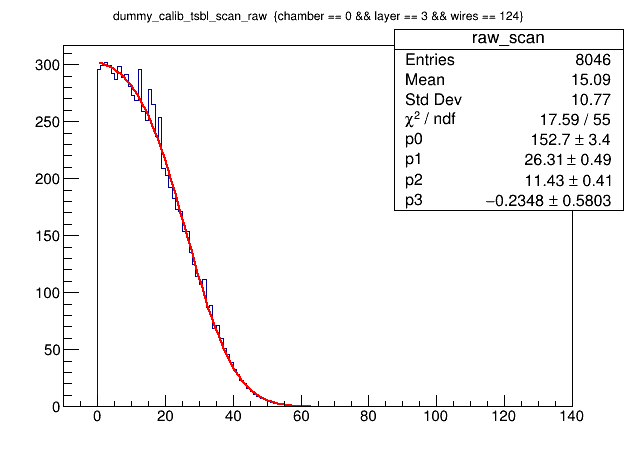 dummy_calib_tsbl_scan_raw {chamber == 0 && layer == 3 && wires == 124}
raw_scan
Entries 8046
Mean 15.09
Std Dev 10.77
χ² / ndf 17.59 / 55
p0 152.7 ± 3.4
p1 26.31 ± 0.49
p2 11.43 ± 0.41
p3 −0.2348 ± 0.5803
300
250
200
150
100
50
0
0 20 40 60 80 100 120 140